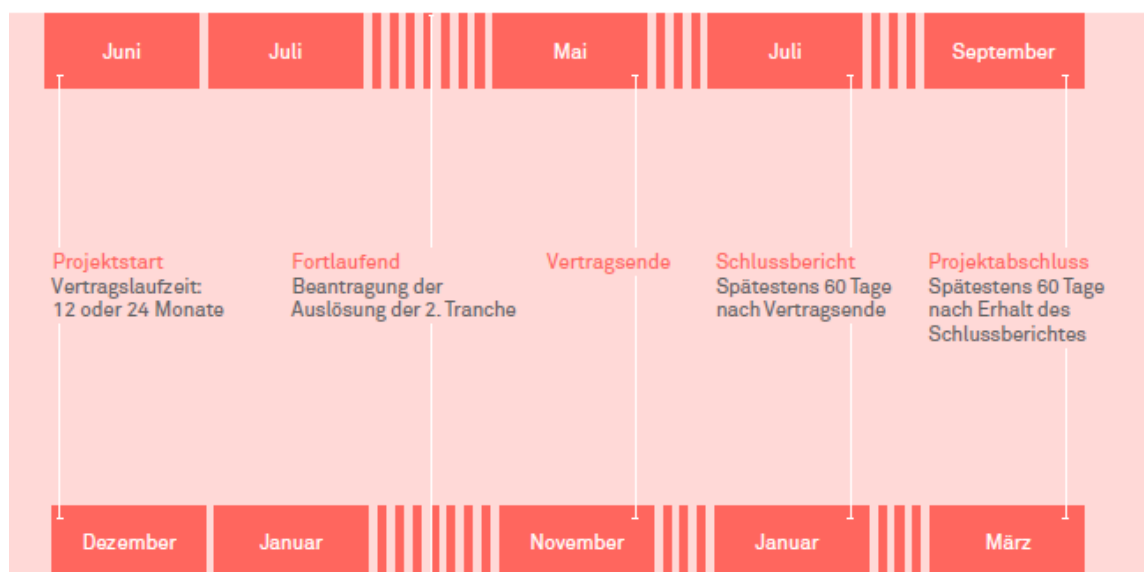 Juni
Juli
Mai
Juli
September
Projektstart
Vertragslaufzeit:
12 oder 24 Monate
Fortlaufend
Beantragung der
Auslösung der 2. Tranche
Vertragsende
Schlussbericht
Spätestens 60 Tage
nach Vertragsende
Projektabschluss
Spätestens 60 Tage
nach Erhalt des
Schlussberichtes
Dezember
Januar
November
Januar
März